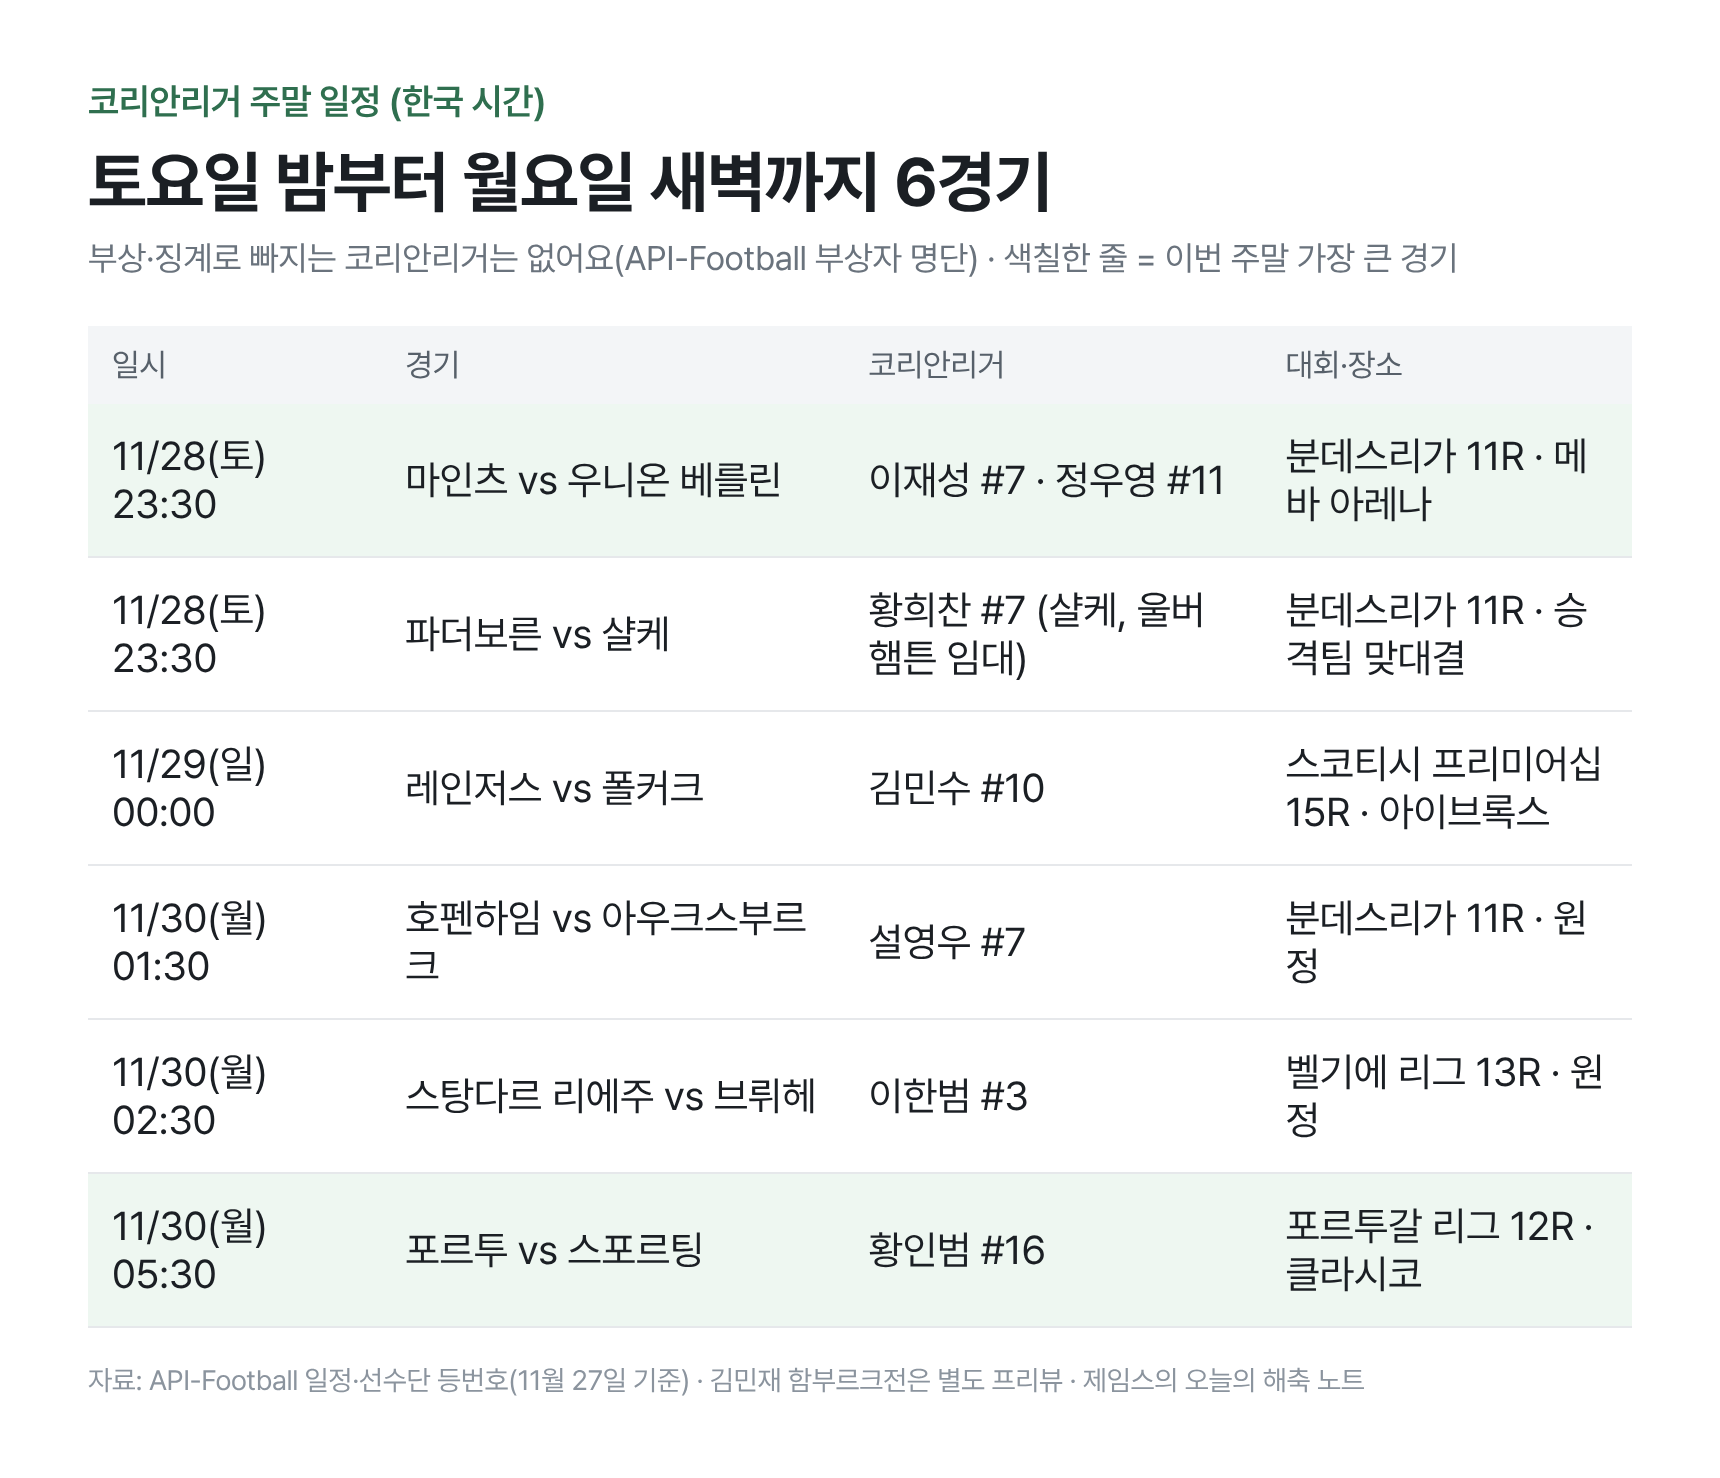 코리안리거 주말 일정 (한국 시간)
토요일 밤부터 월요일 새벽까지 6경기
부상·징계로 빠지는 코리안리거는 없어요(API-Football 부상자 명단) · 색칠한 줄 = 이번 주말 가장 큰 경기
일시 경기 코리안리거 대회·장소
11/28(토)
23:30
마인츠 vs 우니온 베를린
이재성 #7 · 정우영 #11
분데스리가 11R · 메
바 아레나
11/28(토)
23:30
파더보른 vs 샬케
황희찬 #7 (샬케, 울버
햄튼 임대)
분데스리가 11R · 승
격팀 맞대결
11/29(일)
00:00
레인저스 vs 폴커크
김민수 #10
스코티시 프리미어십
15R · 아이브록스
11/30(월)
01:30
호펜하임 vs 아우크스부르
크
설영우 #7
분데스리가 11R · 원
정
11/30(월)
02:30
스탕다르 리에주 vs 브뤼헤
이한범 #3
벨기에 리그 13R · 원
정
11/30(월)
05:30
포르투 vs 스포르팅
황인범 #16
포르투갈 리그 12R ·
클라시코
자료: API-Football 일정·선수단 등번호(11월 27일 기준) · 김민재 함부르크전은 별도 프리뷰 · 제임스의 오늘의 해축 노트